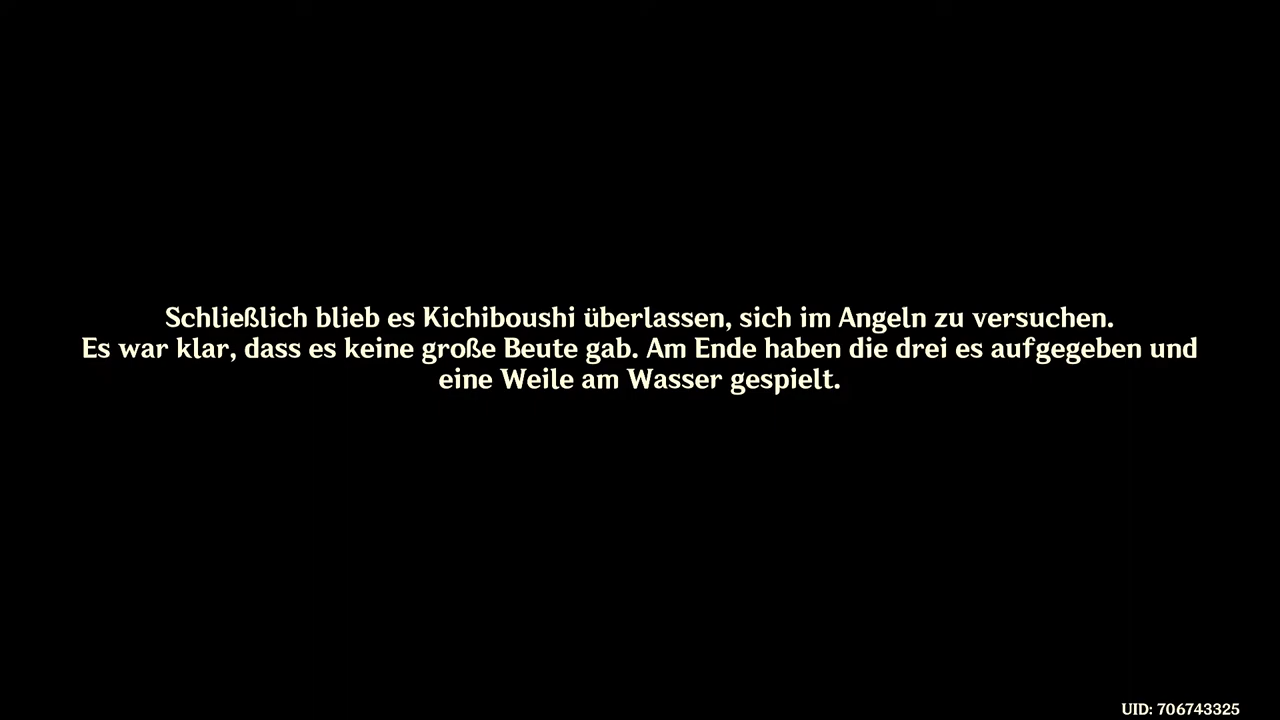 Schließlich blieb es Kichiboushi überlassen, sich im Angeln zu versuchen.
Es war klar, dass es keine große Beute gab. Am Ende haben die drei es aufgegeben und
eine Weile am Wasser gespielt.
UID: 706743325